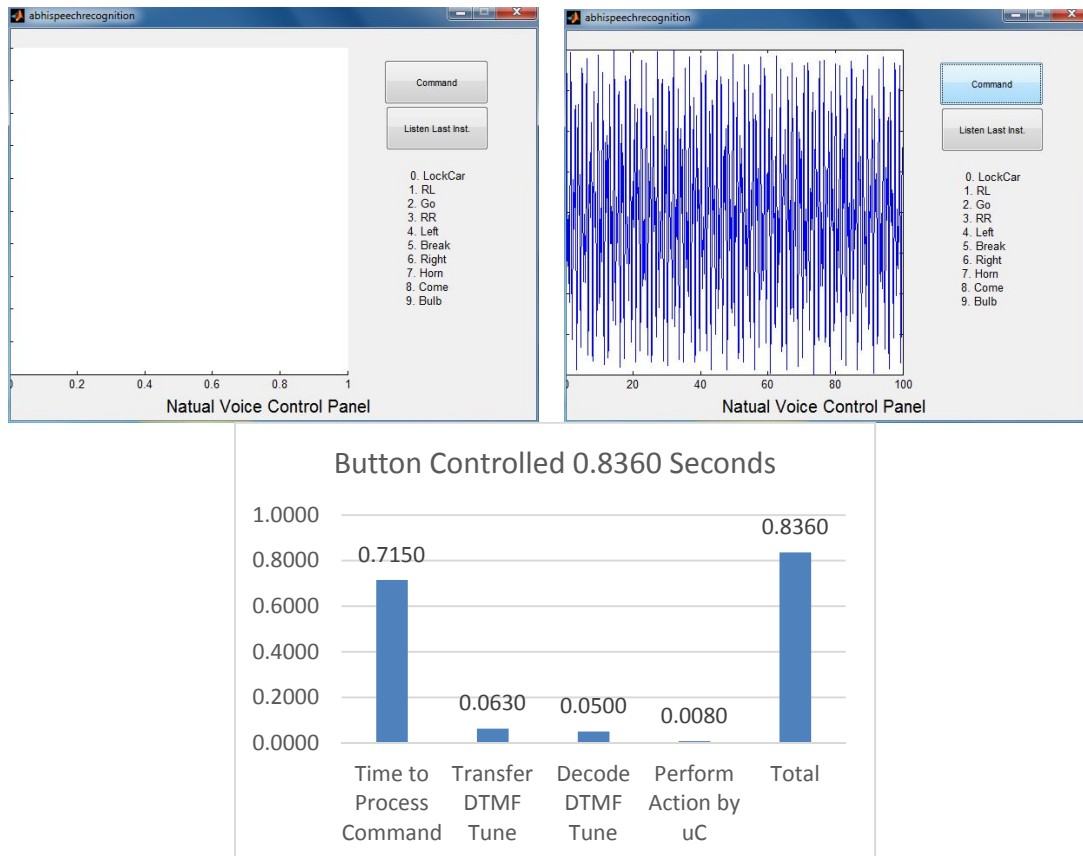 abhispeechrecognition
Command
Listen Last Inst.
0. LockCar
1. RL
2. Go
3. RR
4. Left
5. Break
6. Right
7. Horn
8. Come
9. Bulb
0.2 0.4 0.6 0.8 1
Natual Voice Control Panel
abhispeechrecognition
Command
Listen Last Inst.
0. LockCar
1. RL
2. Go
3. RR
4. Left
5. Break
6. Right
7. Horn
8. Come
9. Bulb
20 40 60 80 100
Natual Voice Control Panel
Button Controlled 0.8360 Seconds
1.0000
0.8000
0.6000
0.4000
0.2000
0.0000
0.7150
0.0630
0.0500
0.0080
0.8360
Time to
Process
Command
Transfer
DTMF
Tune
Decode
DTMF
Tune
Perform
Action by
uC
Total